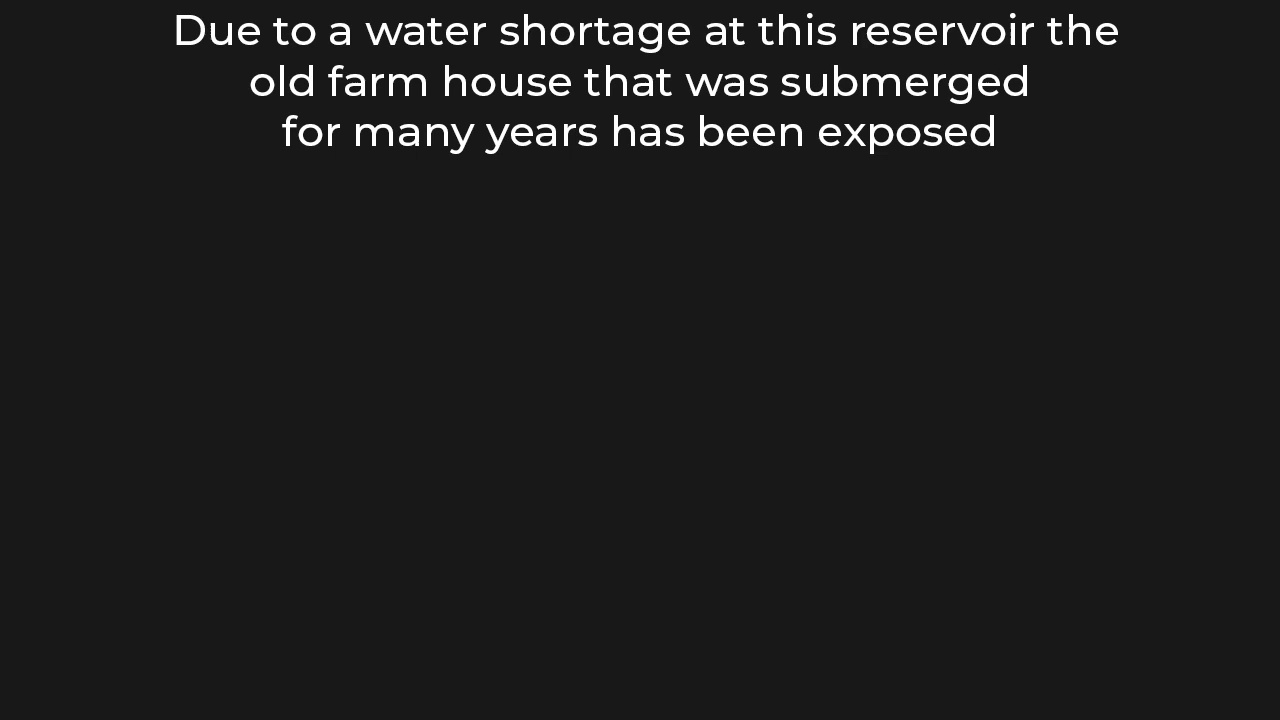 Due to a water shortage at this reservoir the
old farm house that was submerged
for many years has been exposed